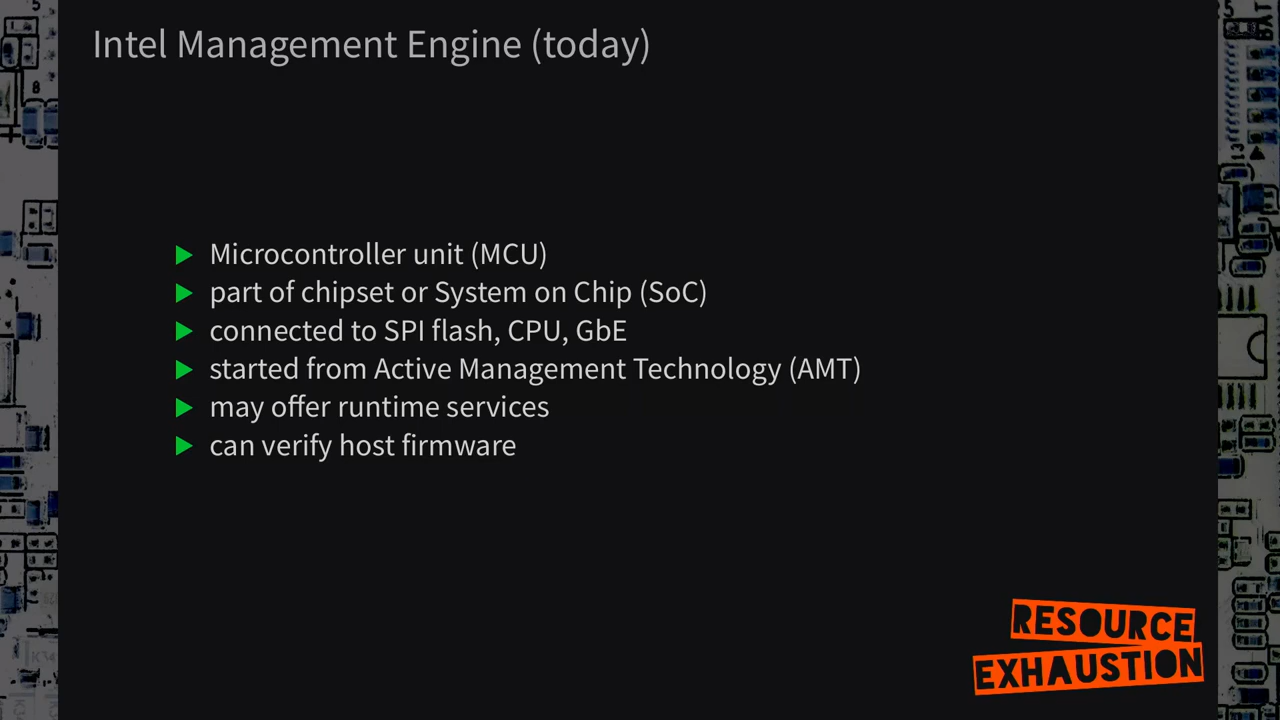 Intel Management Engine (today)
Microcontroller unit (MCU)
part of chipset or System on Chip (SoC)
connected to SPI flash, CPU, GbE
started from Active Management Technology (AMT)
may offer runtime services
can verify host firmware
RESOURCE
EXHAUSTION